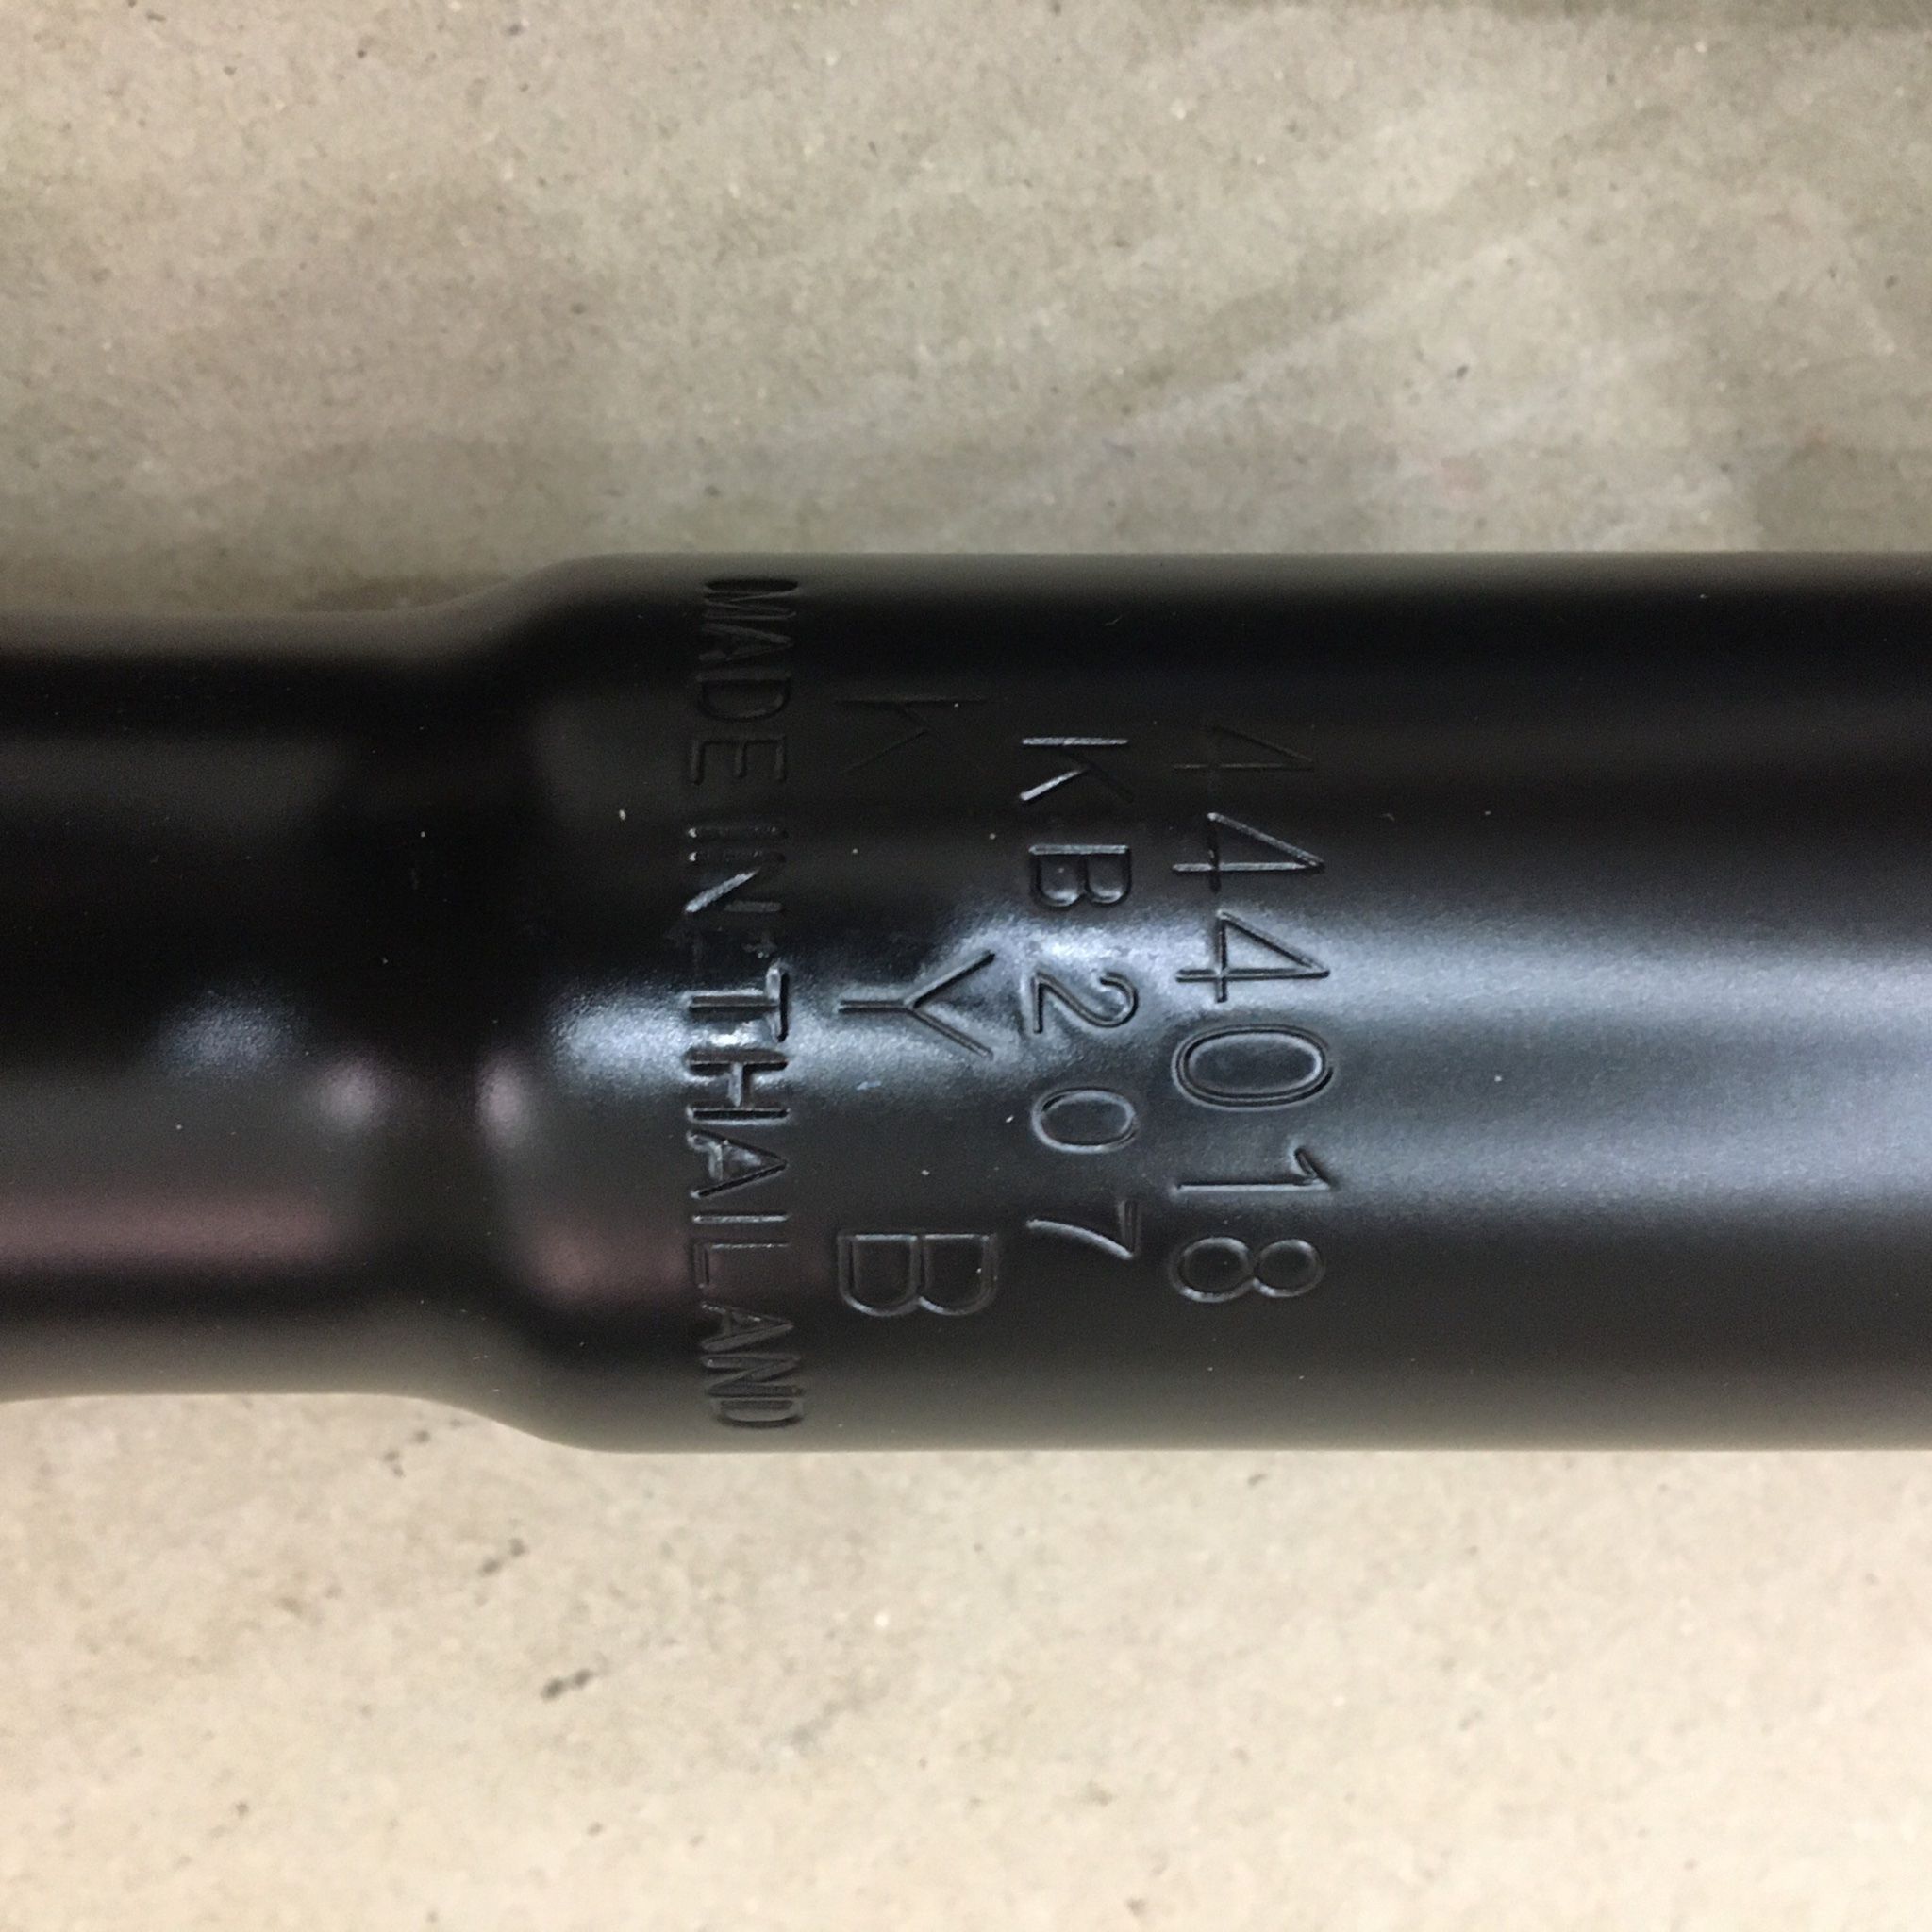 444018
KB207
KYB
MADE IN THAILAND